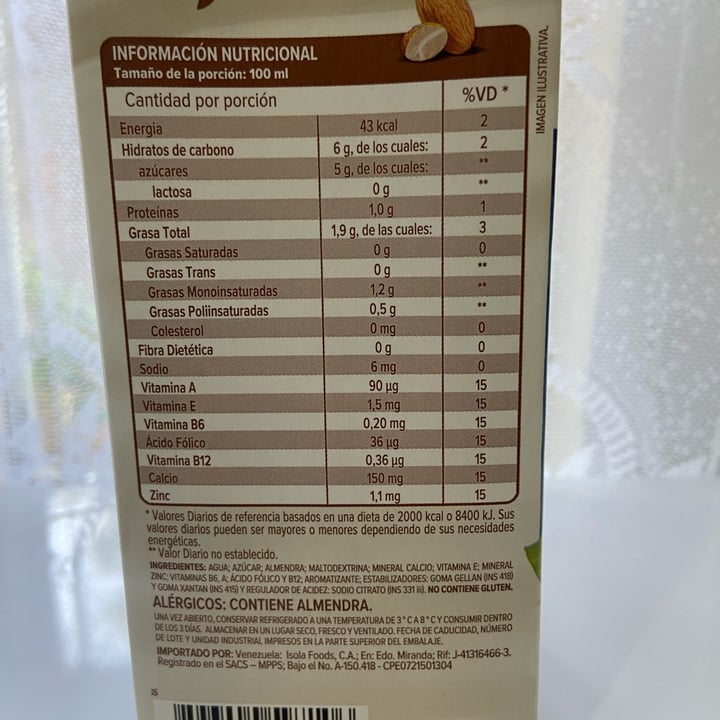 INFORMACIÓN NUTRICIONAL
Tamaño de la porción: 100 ml
Cantidad por porción %VD *
Energia 43 kcal 2
Hidratos de carbono 6 g, de los cuales: 2
azúcares 5 g, de los cuales: **
lactosa 0 g **
Proteínas 1,0 g 1
Grasa Total 1,9 g, de las cuales: 3
Grasas Saturadas 0 g 0
Grasas Trans 0 g **
Grasas Monoinsaturadas 1,2 g **
Grasas Poliinsaturadas 0,5 g **
Colesterol 0 mg 0
Fibra Dietética 0 g 0
Sodio 6 mg 0
Vitamina A 90 µg 15
Vitamina E 1,5 mg 15
Vitamina B6 0,20 mg 15
Ácido Fólico 36 µg 15
Vitamina B12 0,36 µg 15
Calcio 150 mg 15
Zinc 1,1 mg 15
* Valores Diarios de referencia basados en una dieta de 2000 kcal o 8400 kJ. Sus
valores diarios pueden ser mayores o menores dependiendo de sus necesidades
energéticas.
** Valor Diario no establecido.
INGREDIENTES: AGUA; AZÚCAR; ALMENDRA; MALTODEXTRINA; MINERAL CALCIO; VITAMINA E; MINERAL
ZINC; VITAMINAS B6, A; ÁCIDO FÓLICO Y B12; AROMATIZANTE; ESTABILIZADORES: GOMA GELLAN (INS 418)
Y GOMA XANTAN (INS 415) Y REGULADOR DE ACIDEZ: SODIO CITRATO (INS 331 iii). NO CONTIENE GLUTEN.
ALÉRGICOS: CONTIENE ALMENDRA.
UNA VEZ ABIERTO, CONSERVAR REFRIGERADO A UNA TEMPERATURA DE 3°C A 8°C Y CONSUMIR DENTRO
DE LOS 3 DÍAS. ALMACENAR EN UN LUGAR SECO, FRESCO Y VENTILADO. FECHA DE CADUCIDAD, NÚMERO
DE LOTE Y UNIDAD INDUSTRIAL IMPRESOS EN LA PARTE SUPERIOR DEL EMBALAJE.
IMPORTADO POR: Venezuela: Isola Foods, C.A.; En: Edo. Miranda; Rif: J-41316466-3.
Registrado en el SACS – MPPS; Bajo el No. A-150.418 - CPE0721501304
IMAGEN ILUSTRATIVA.